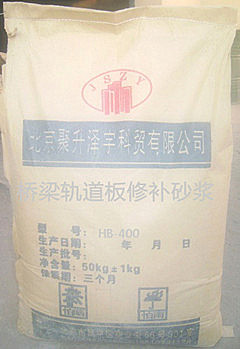 JSZY
北京聚升泽宇科贸有限公司
桥梁轨道板修补砂浆
型 号: HB-400
生产日期: 年 月 日
生产批号:
净含量: 50kg±1kg
保质期: 三个月
怕雨